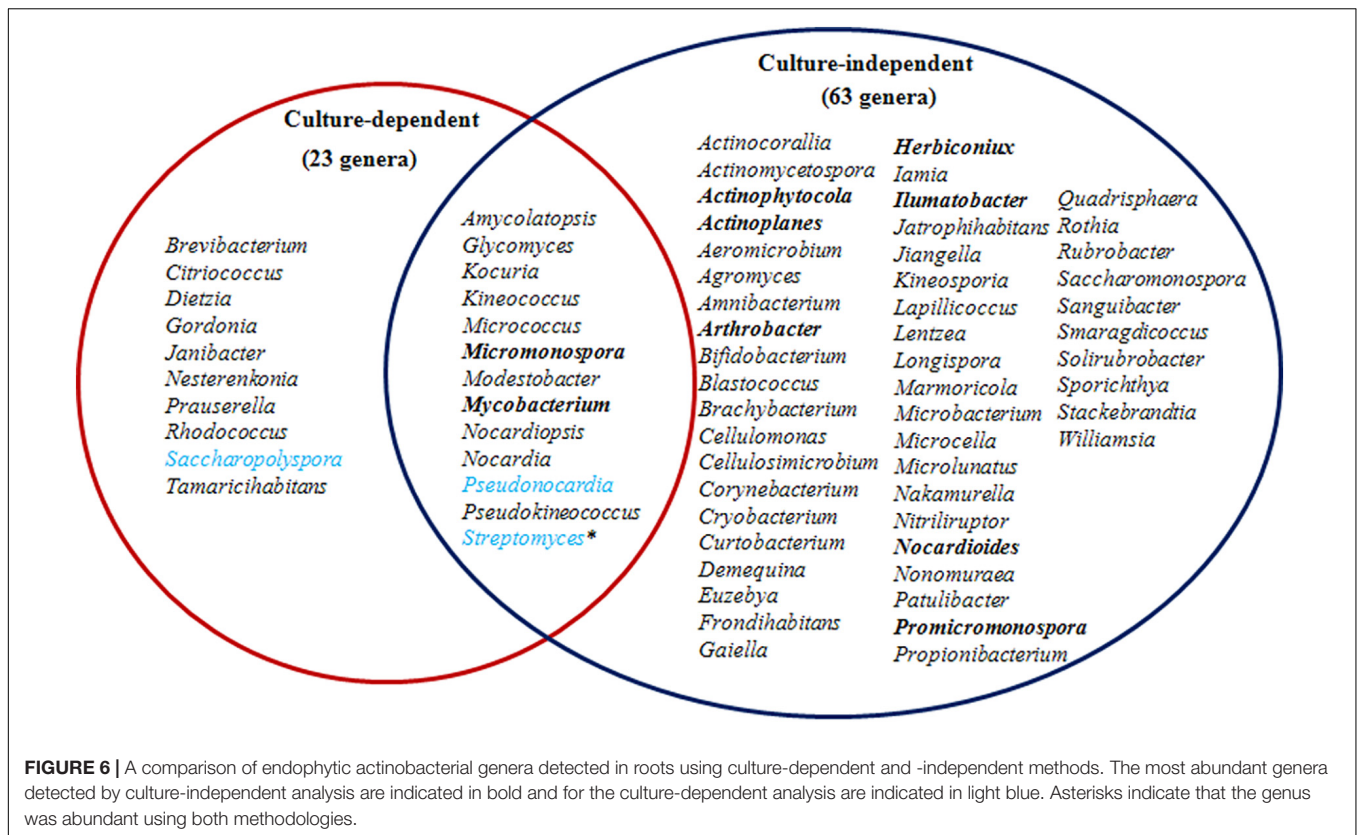 Culture-dependent
(23 genera)
Brevibacterium
Citriococcus
Dietzia
Gordonia
Janibacter
Nesterenkonia
Prauserella
Rhodococcus
Saccharopolyspora
Tamaricihabitans
Amycolatopsis
Glycomyces
Kocuria
Kineococcus
Micrococcus
Micromonospora
Modestobacter
Mycobacterium
Nocardiopsis
Nocardia
Pseudonocardia
Pseudokineococcus
Streptomyces*
Culture-independent
(63 genera)
Actinocorallia
Actinomycetospora
Actinophytocola
Actinoplanes
Aeromicrobium
Agromyces
Amnibacterium
Arthrobacter
Bifidobacterium
Blastococcus
Brachybacterium
Cellulomonas
Cellulosimicrobium
Corynebacterium
Cryobacterium
Curtobacterium
Demequina
Euzebya
Frondihabitans
Gaiella
Herbiconiux
Iamia
Ilumatobacter
Jatrophihabitans
Jiangella
Kineosporia
Lapillicoccus
Lentzea
Longispora
Marmoricola
Microbacterium
Microcella
Microlunatus
Nakamurella
Nitriliruptor
Nocardioides
Nonomuraea
Patulibacter
Promicromonospora
Propionibacterium
Quadrisphaera
Rothia
Rubrobacter
Saccharomonospora
Sanguibacter
Smaragdicoccus
Solirubrobacter
Sporichthya
Stackebrandtia
Williamsia
FIGURE 6 | A comparison of endophytic actinobacterial genera detected in roots using culture-dependent and -independent methods. The most abundant genera
detected by culture-independent analysis are indicated in bold and for the culture-dependent analysis are indicated in light blue. Asterisks indicate that the genus
was abundant using both methodologies.